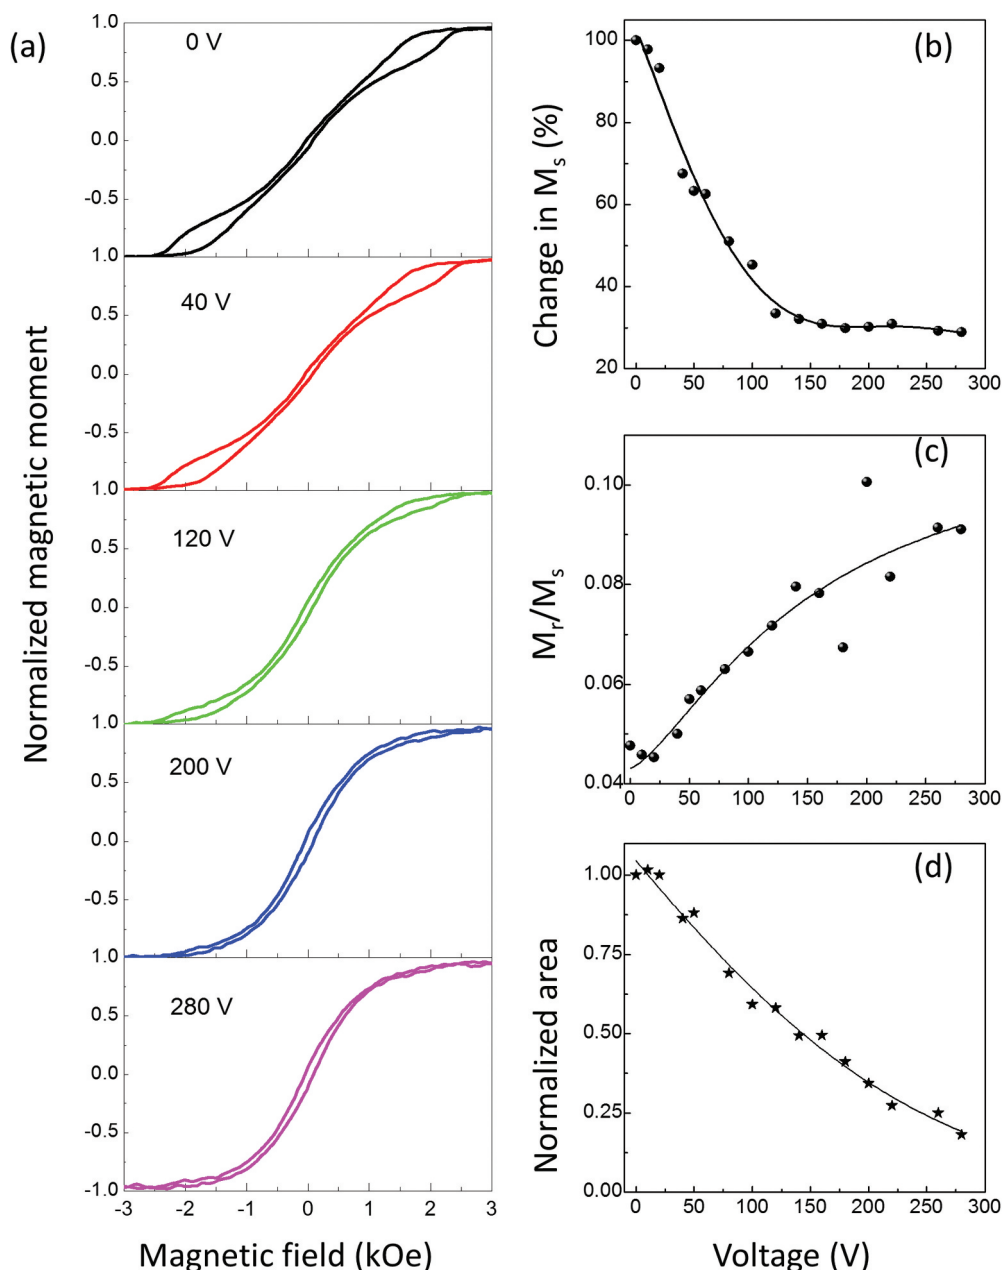 (a)
Normalized magnetic moment
1.0
0 V
0.5
0.0
-0.5
1.0
40 V
0.5
0.0
-0.5
1.0
120 V
0.5
0.0
-0.5
1.0
200 V
0.5
0.0
-0.5
1.0
280 V
0.5
0.0
-0.5
-1.0
-3 -2 -1 0 1 2 3
Magnetic field (kOe)
(b)
Change in Ms (%)
100
80
60
40
20
0 50 100 150 200 250 300
(c)
Mr/Ms
0.10
0.08
0.06
0.04
0 50 100 150 200 250 300
(d)
Normalized area
1.00
0.75
0.50
0.25
0.00
0 50 100 150 200 250 300
Voltage (V)